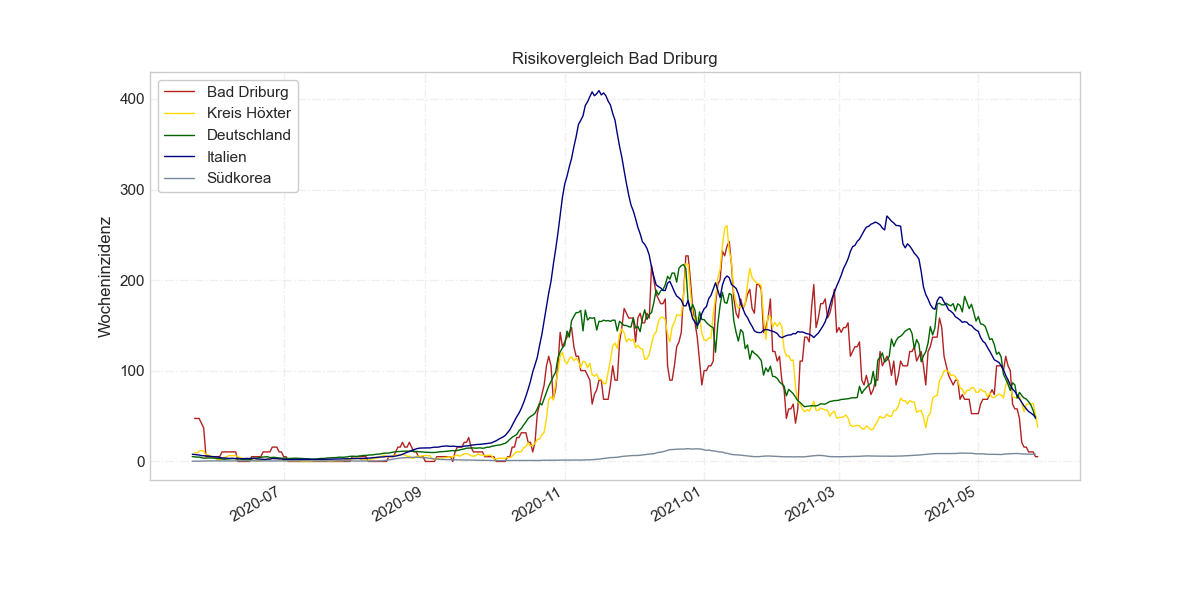 Risikovergleich Bad Driburg
Wocheninzidenz
400
300
200
100
0
Bad Driburg
Kreis Höxter
Deutschland
Italien
Südkorea
2020-07
2020-09
2020-11
2021-01
2021-03
2021-05